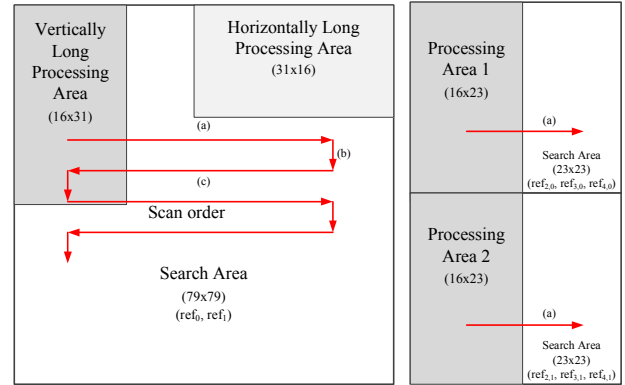 Vertically
Long
Processing
Area
(16x31)
Horizontally Long
Processing Area
(31x16)
(a)
(b)
(c)
Scan order
Search Area
(79x79)
(ref0, ref1)
Processing
Area 1
(16x23)
(a)
Search Area
(23x23)
(ref2,0, ref3,0, ref4,0)
Processing
Area 2
(16x23)
(a)
Search Area
(23x23)
(ref2,1, ref3,1, ref4,1)